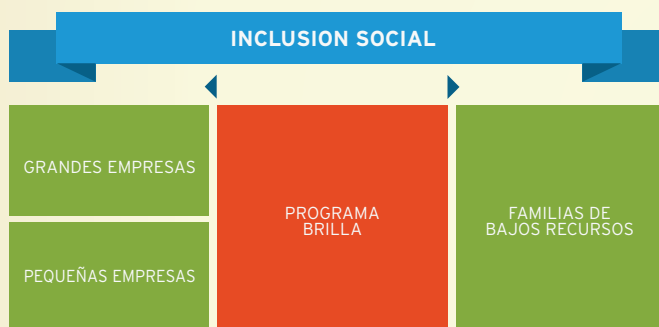 INCLUSION SOCIAL
GRANDES EMPRESAS
PEQUEÑAS EMPRESAS
PROGRAMA
BRILLA
FAMILIAS DE
BAJOS RECURSOS